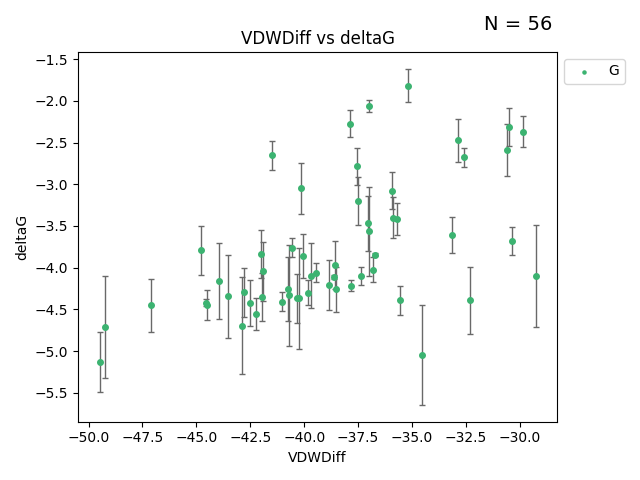 N = 56
VDWDiff vs deltaG
G
−1.5
−2.0
−2.5
−3.0
−3.5
−4.0
−4.5
−5.0
−5.5
deltaG
−50.0 −47.5 −45.0 −42.5 −40.0 −37.5 −35.0 −32.5 −30.0
VDWDiff